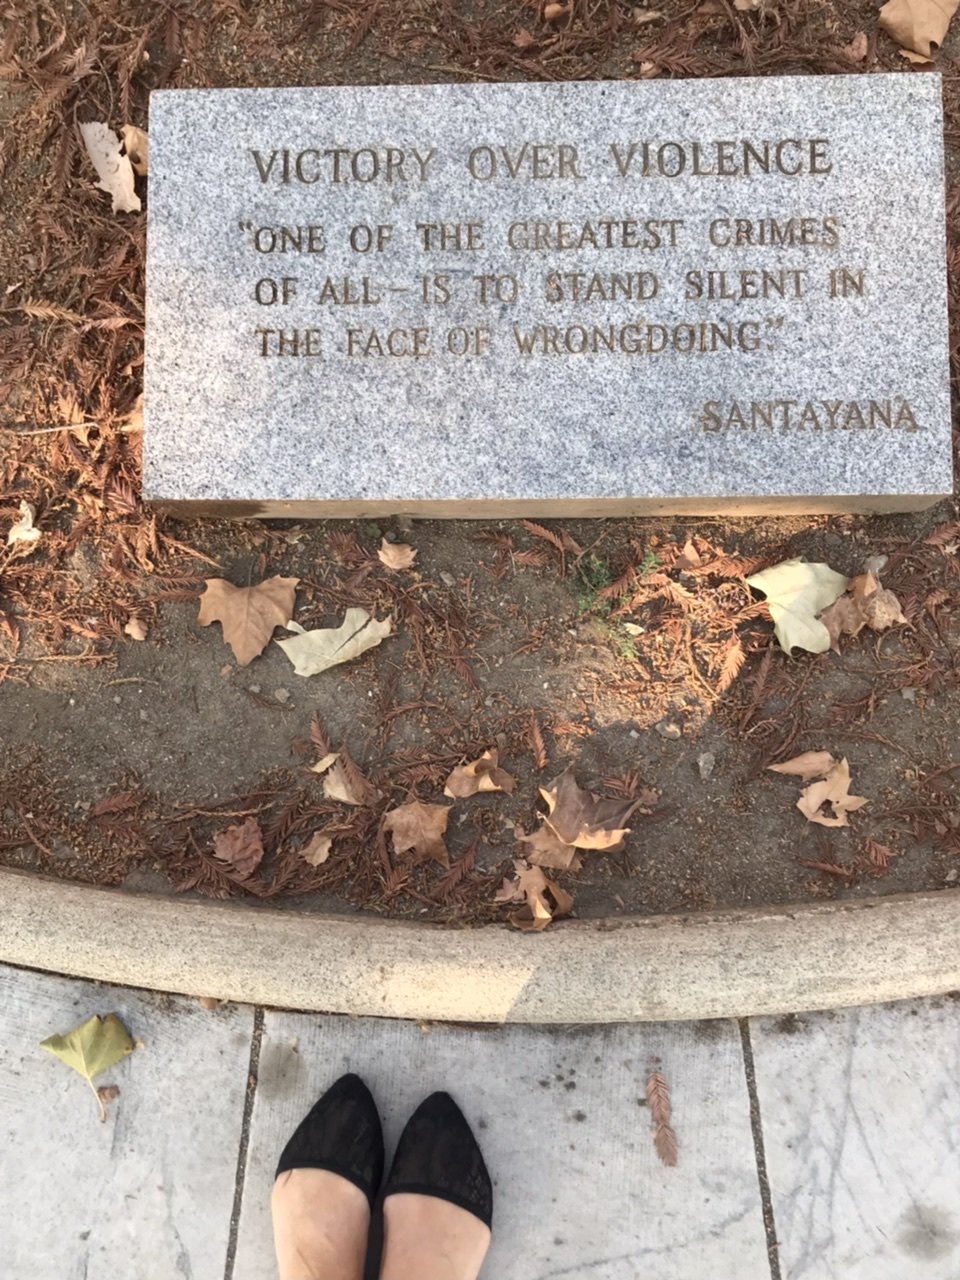 VICTORY OVER VIOLENCE
"ONE OF THE GREATEST CRIMES
OF ALL – IS TO STAND SILENT IN
THE FACE OF WRONGDOING."
SANTAYANA